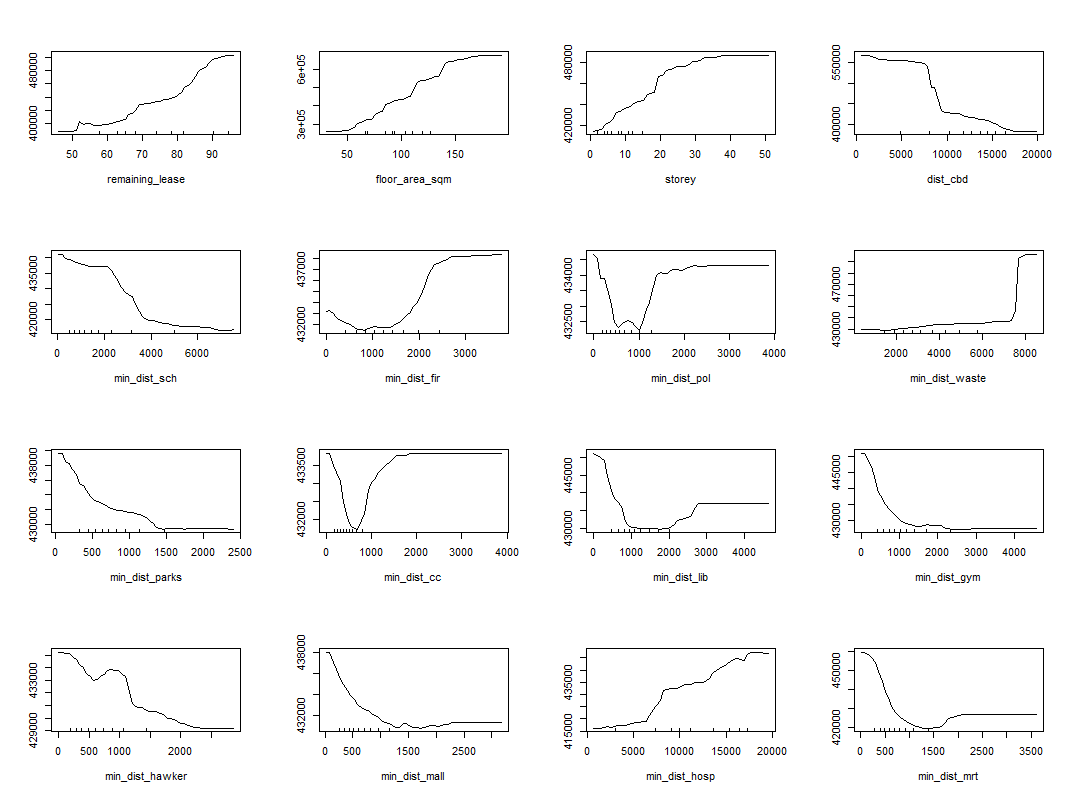 400000 480000
50 60 70 80 90
remaining_lease
3e+05 6e+05
50 100 150
floor_area_sqm
420000 480000
0 10 20 30 40 50
storey
400000 550000
0 5000 10000 15000 20000
dist_cbd
420000 435000
0 2000 4000 6000
min_dist_sch
432000 437000
0 1000 2000 3000
min_dist_fir
432500 434000
0 1000 2000 3000 4000
min_dist_pol
430000 470000
2000 4000 6000 8000
min_dist_waste
430000 438000
0 500 1000 1500 2000 2500
min_dist_parks
432000 433500
0 1000 2000 3000 4000
min_dist_cc
430000 445000
0 1000 2000 3000 4000
min_dist_lib
430000 445000
0 1000 2000 3000 4000
min_dist_gym
429000 433000
0 500 1000 2000
min_dist_hawker
432000 438000
0 500 1500 2500
min_dist_mall
415000 435000
0 5000 10000 15000 20000
min_dist_hosp
420000 450000
0 500 1500 2500 3500
min_dist_mrt